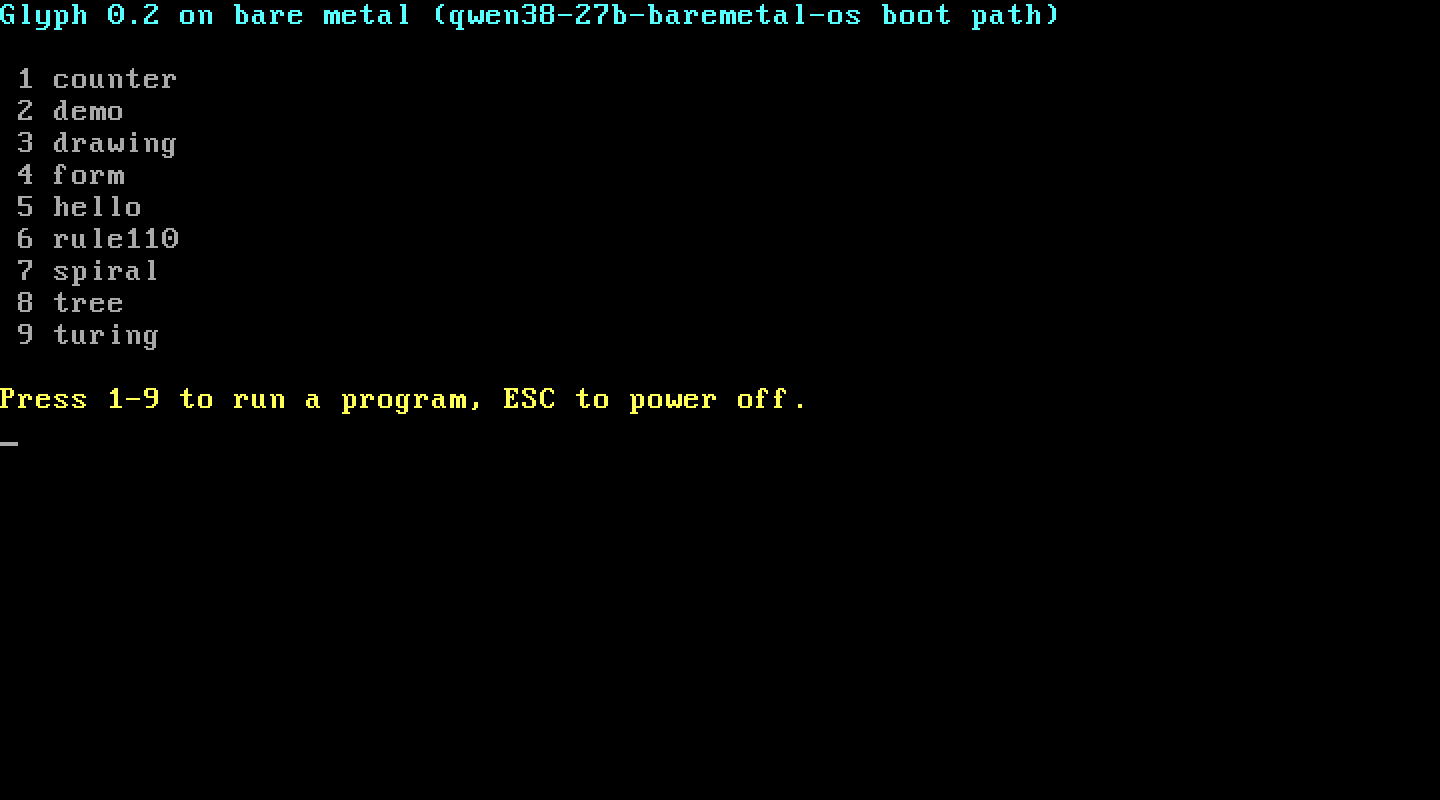 Glyph 0.2 on bare metal (qwen38-27b-baremetal-os boot path)
1 counter
2 demo
3 drawing
4 form
5 hello
6 rule110
7 spiral
8 tree
9 turing
Press 1-9 to run a program, ESC to power off.
_